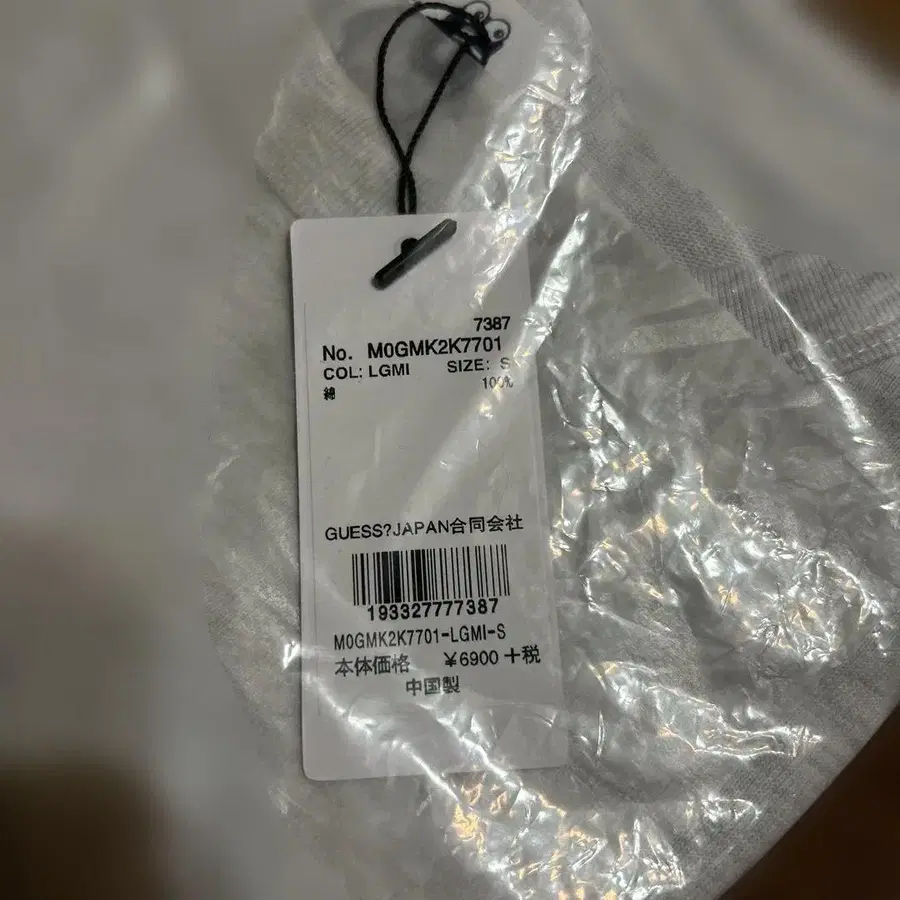 7387
No. M0GMK2K7701
COL: LGMI SIZE: S
綿 100%
GUESS?JAPAN合同会社
193327777387
M0GMK2K7701-LGMI-S
本体価格 ¥6900+税
中国製